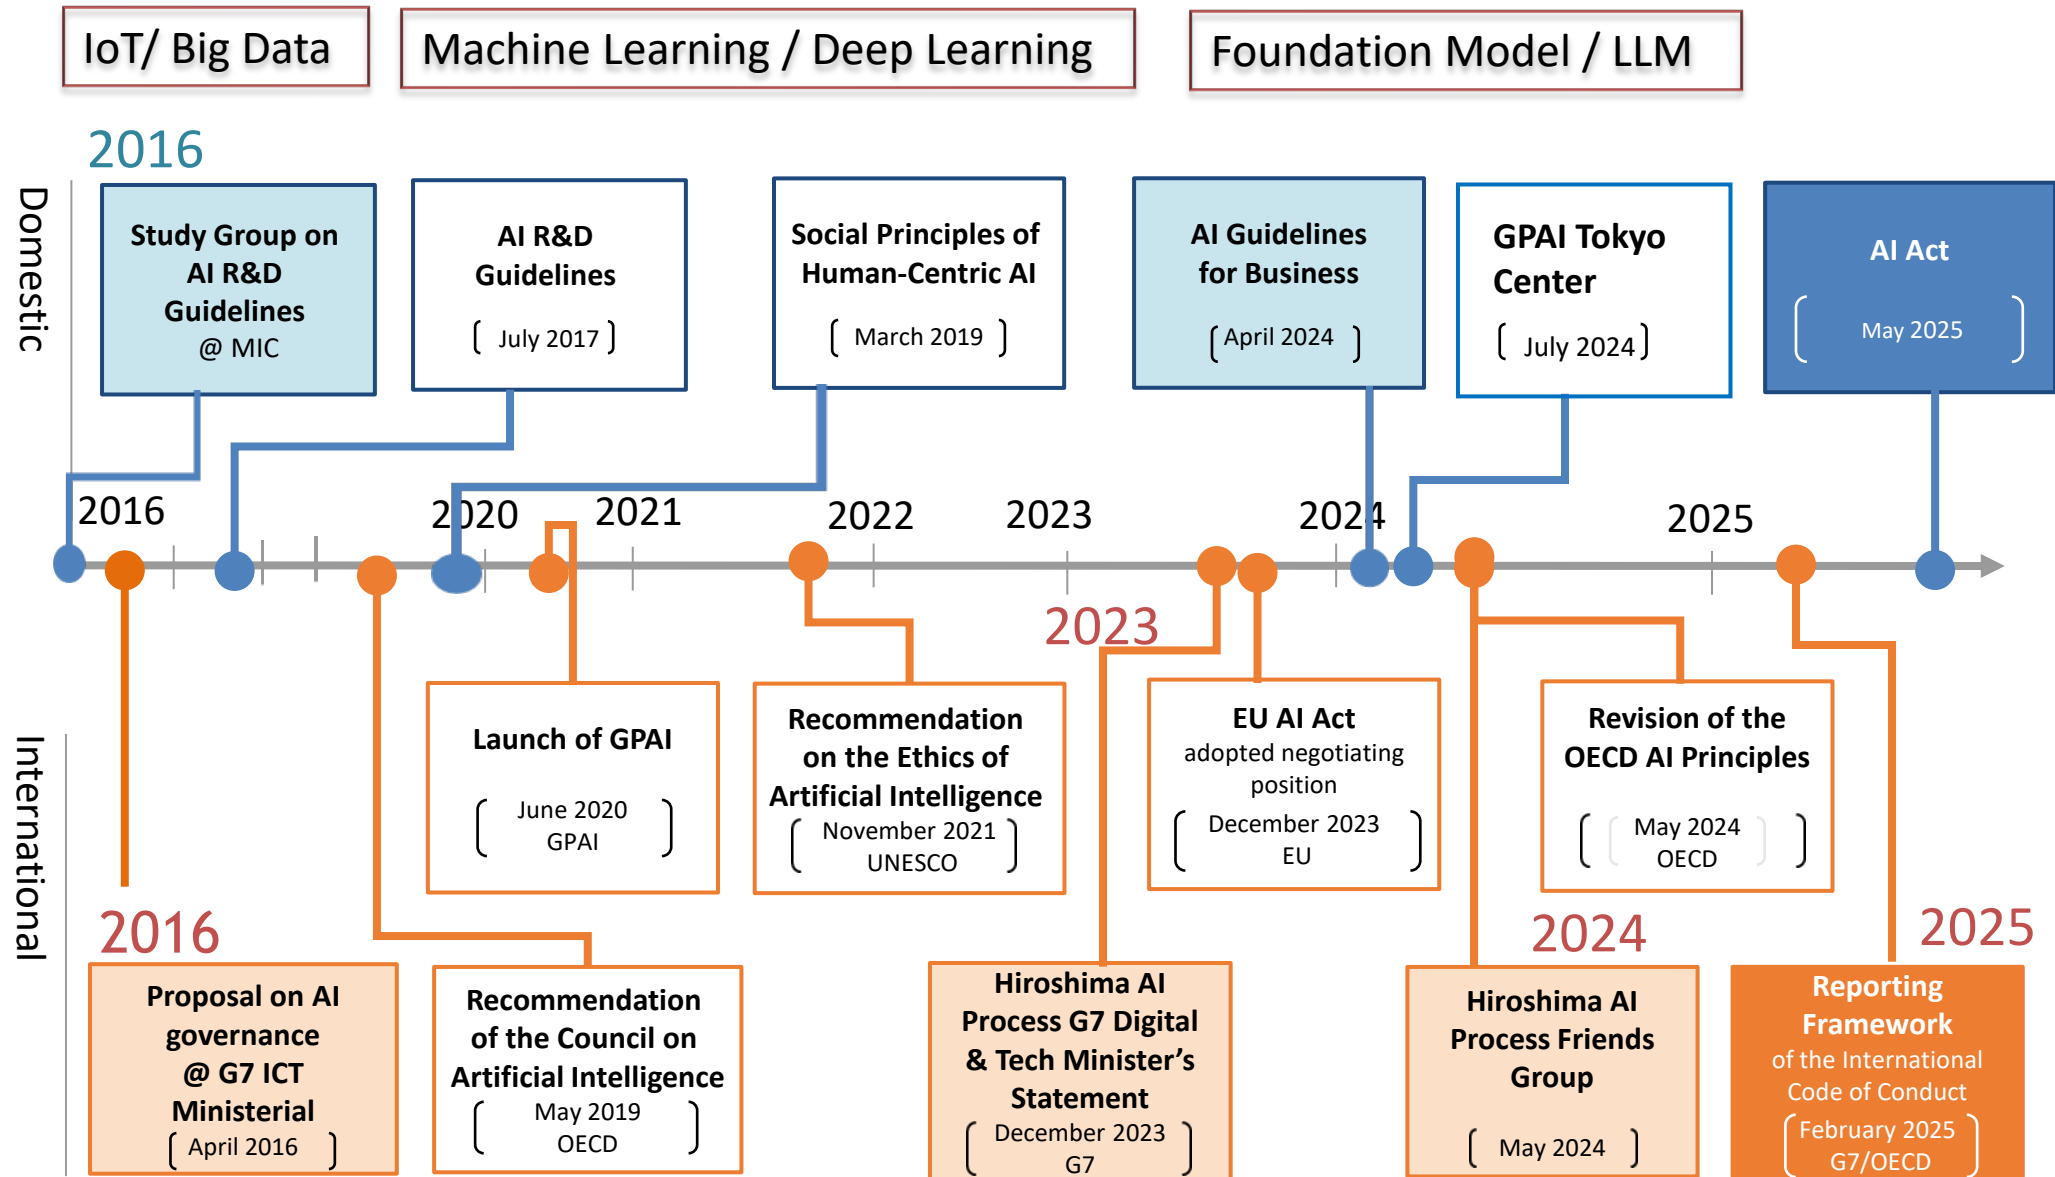 IoT/ Big Data
Machine Learning / Deep Learning
Foundation Model / LLM
2016
Domestic
Study Group on
AI R&D
Guidelines
@ MIC
AI R&D
Guidelines
July 2017
Social Principles of
Human-Centric AI
March 2019
AI Guidelines
for Business
April 2024
GPAI Tokyo
Center
July 2024
AI Act
May 2025
2016
2020
2021
2022
2023
2024
2025
2023
International
Launch of GPAI
June 2020
GPAI
Recommendation
on the Ethics of
Artificial Intelligence
November 2021
UNESCO
EU AI Act
adopted negotiating
position
December 2023
EU
Revision of the
OECD AI Principles
May 2024
OECD
2016
Proposal on AI
governance
@ G7 ICT
Ministerial
April 2016
Recommendation
of the Council on
Artificial Intelligence
May 2019
OECD
Hiroshima AI
Process G7 Digital
& Tech Minister’s
Statement
December 2023
G7
2024
Hiroshima AI
Process Friends
Group
May 2024
2025
Reporting
Framework
of the International
Code of Conduct
February 2025
G7/OECD